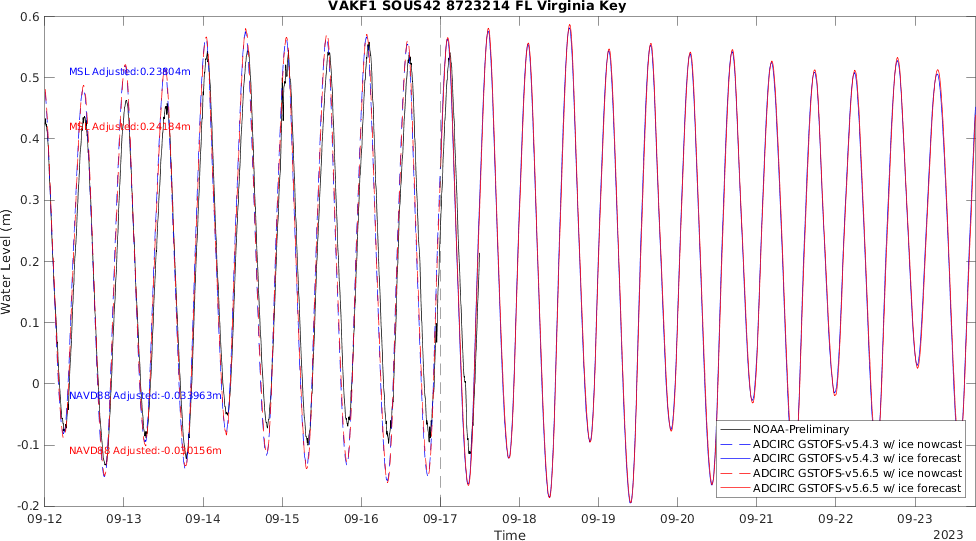 VAKF1 SOUS42 8723214 FL Virginia Key
0.6
0.5
0.4
0.3
0.2
0.1
0
-0.1
-0.2
Water Level (m)
MSL Adjusted:0.23804m
MSL Adjusted:0.24184m
NAVD88 Adjusted:-0.033963m
NAVD88 Adjusted:-0.030156m
NOAA-Preliminary
ADCIRC GSTOFS-v5.4.3 w/ ice nowcast
ADCIRC GSTOFS-v5.4.3 w/ ice forecast
ADCIRC GSTOFS-v5.6.5 w/ ice nowcast
ADCIRC GSTOFS-v5.6.5 w/ ice forecast
09-12 09-13 09-14 09-15 09-16 09-17 09-18 09-19 09-20 09-21 09-22 09-23
Time
2023